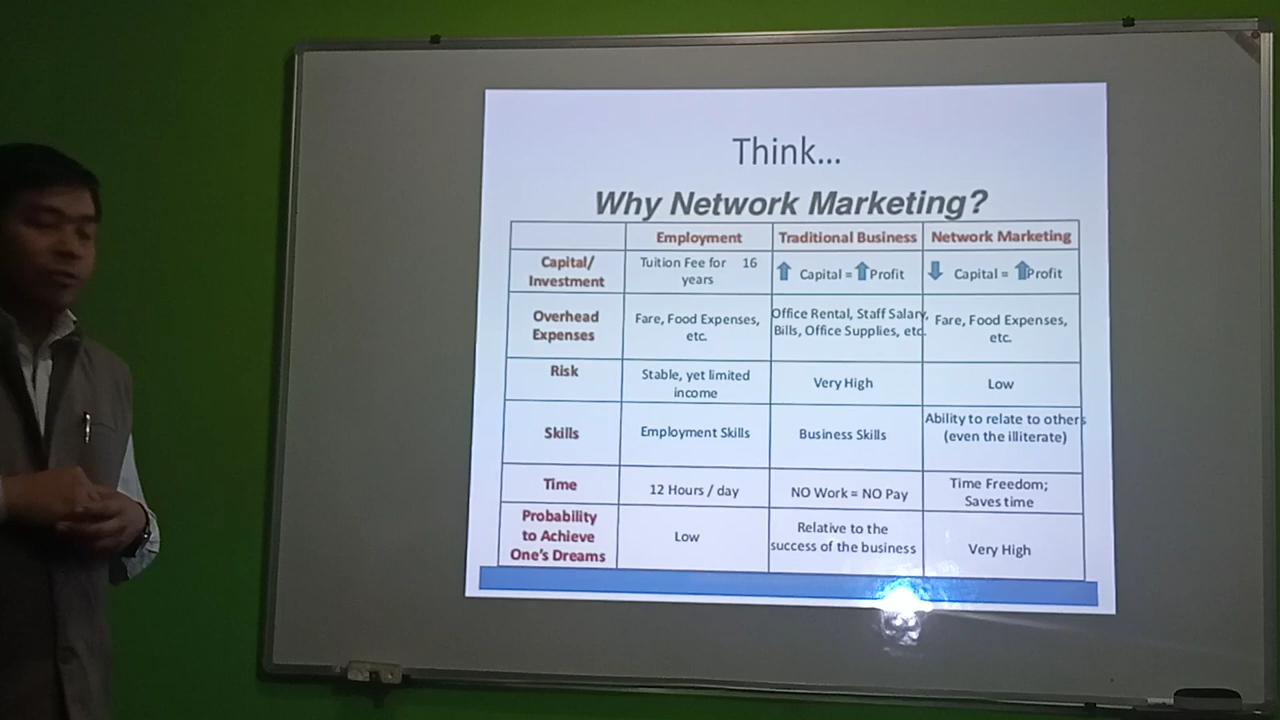 Think...
Why Network Marketing?
Employment Traditional Business Network Marketing
Capital/
Investment
Tuition Fee for 16
years
⬆ Capital = ⬆Profit
⬇ Capital = ⬆Profit
Overhead
Expenses
Fare, Food Expenses,
etc.
Office Rental, Staff Salary,
Bills, Office Supplies, etc.
Fare, Food Expenses,
etc.
Risk
Stable, yet limited
income
Very High
Low
Skills
Employment Skills
Business Skills
Ability to relate to others
(even the illiterate)
Time
12 Hours / day
NO Work = NO Pay
Time Freedom;
Saves time
Probability
to Achieve
One's Dreams
Low
Relative to the
success of the business
Very High